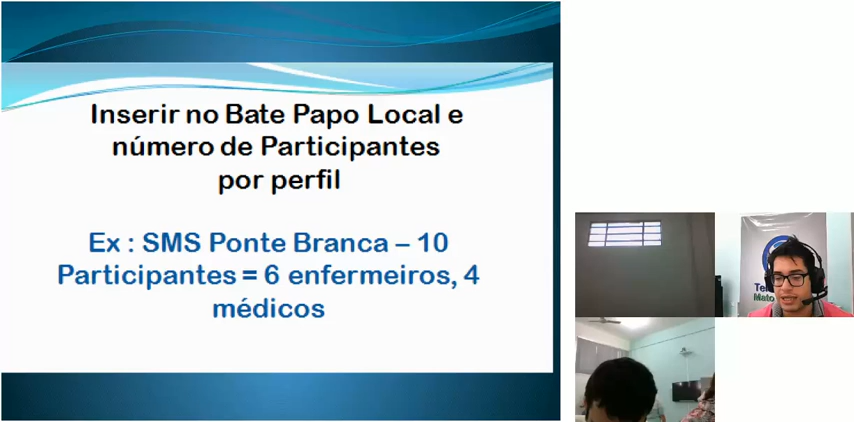 Inserir no Bate Papo Local e
número de Participantes
por perfil
Ex : SMS Ponte Branca – 10
Participantes = 6 enfermeiros, 4
médicos
Mato